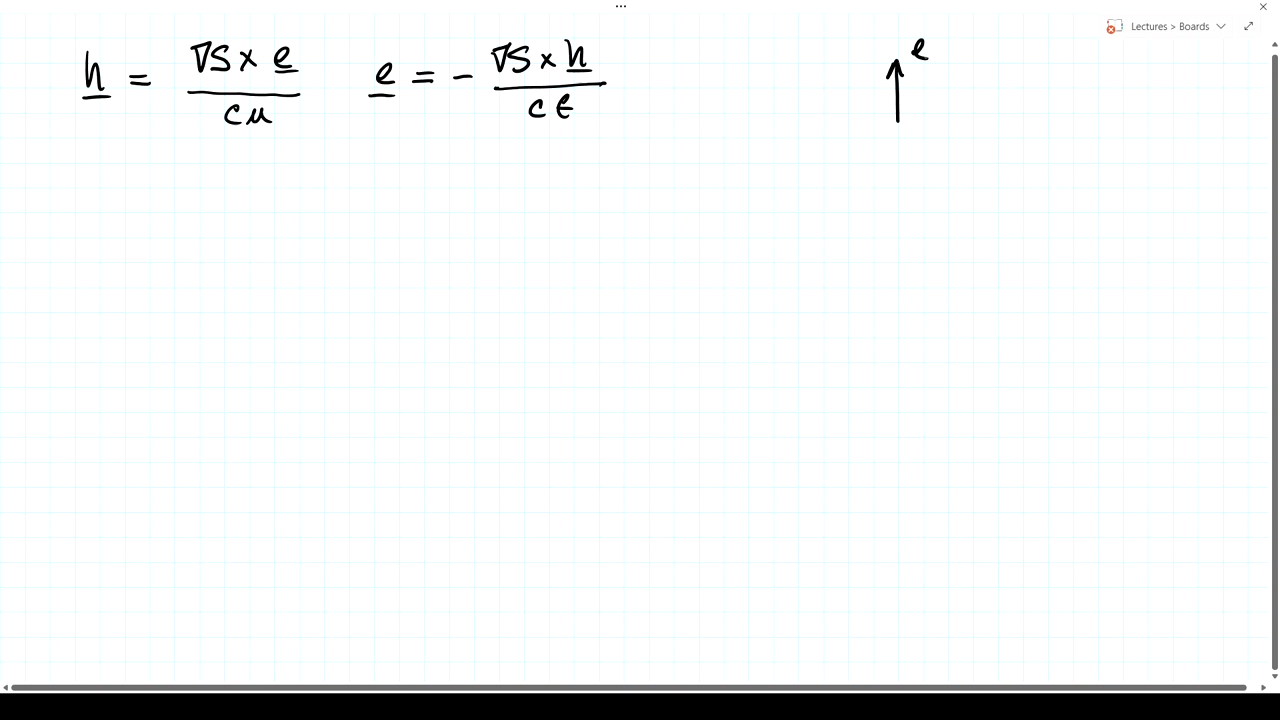 Lectures > Boards
h = ∇S × e / cμ    e = - ∇S × h / cε
e